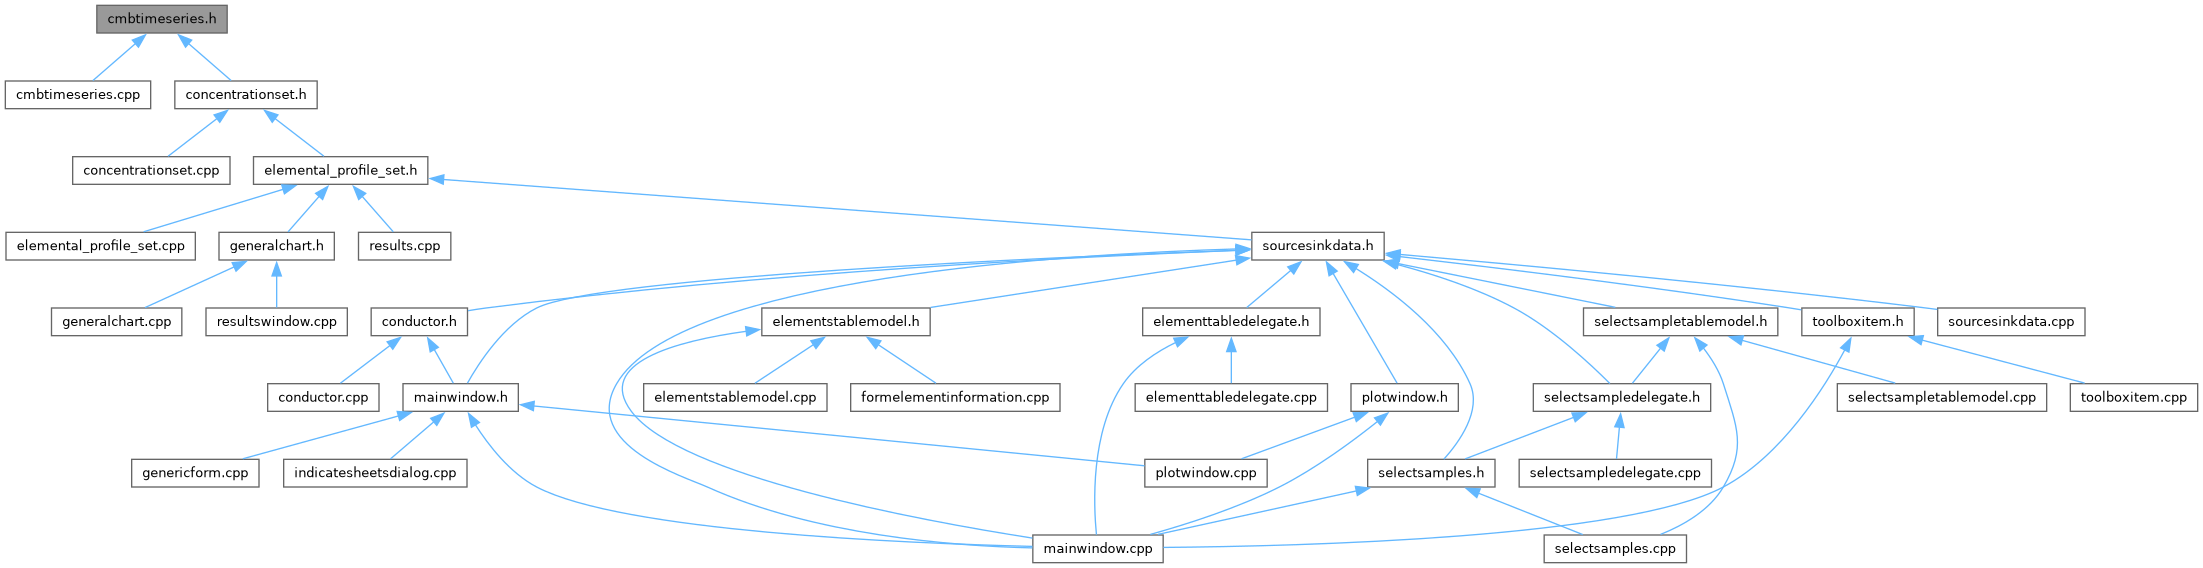 cmbtimeseries.h
cmbtimeseries.cpp
concentrationset.h
concentrationset.cpp
elemental_profile_set.h
elemental_profile_set.cpp
generalchart.h
results.cpp
sourcesinkdata.h
generalchart.cpp
resultswindow.cpp
conductor.h
elementstablemodel.h
elementtabledelegate.h
selectsampletablemodel.h
toolboxitem.h
sourcesinkdata.cpp
conductor.cpp
mainwindow.h
elementstablemodel.cpp
formelementinformation.cpp
elementtabledelegate.cpp
plotwindow.h
selectsampledelegate.h
selectsampletablemodel.cpp
toolboxitem.cpp
genericform.cpp
indicatesheetsdialog.cpp
plotwindow.cpp
selectsamples.h
selectsampledelegate.cpp
mainwindow.cpp
selectsamples.cpp